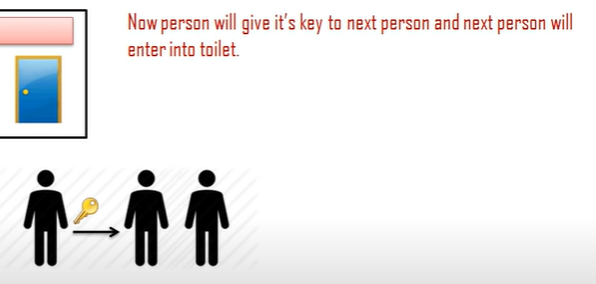 Now person will give it's key to next person and next person will
enter into toilet.